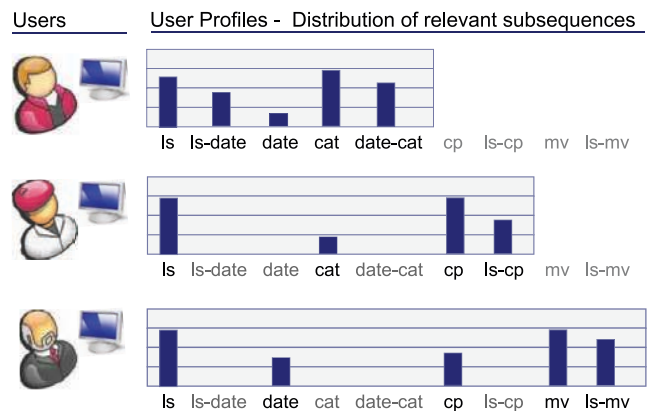 Users User Profiles - Distribution of relevant subsequences
ls ls-date date cat date-cat cp ls-cp mv ls-mv
ls ls-date date cat date-cat cp ls-cp mv ls-mv
ls ls-date date cat date-cat cp ls-cp mv ls-mv